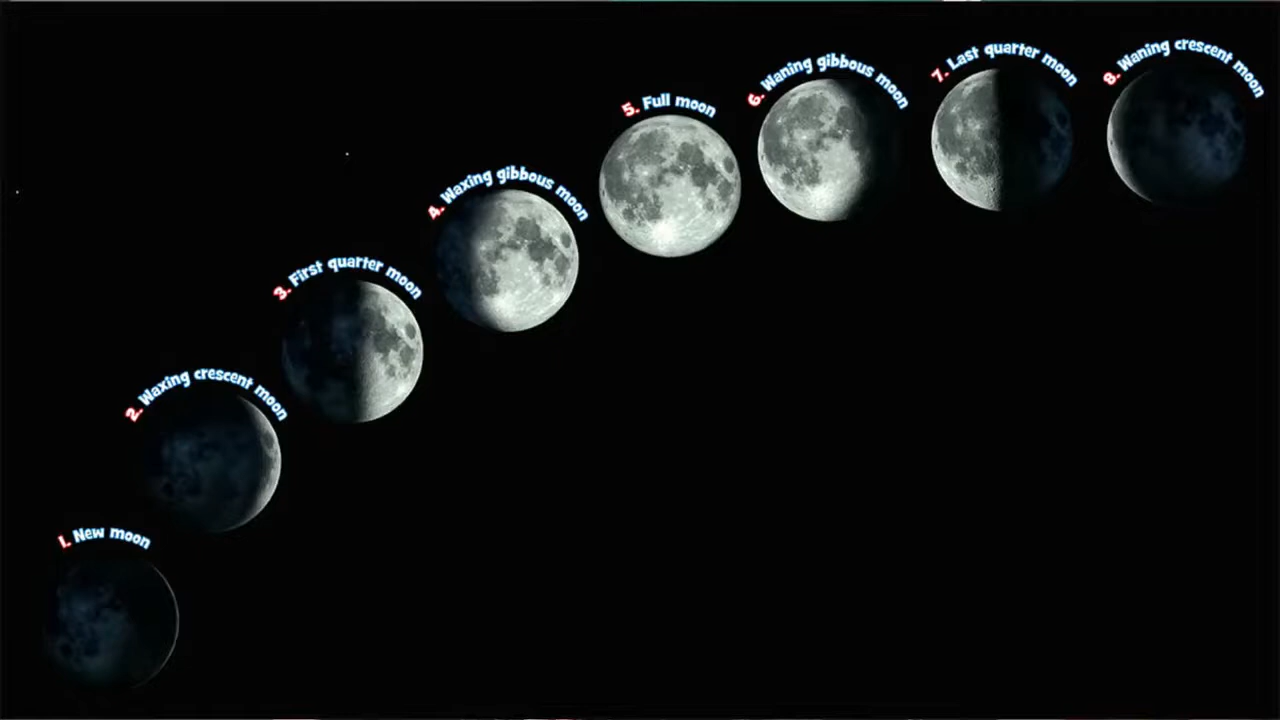 1. New moon
2. Waxing crescent moon
3. First quarter moon
4. Waxing gibbous moon
5. Full moon
6. Waning gibbous moon
7. Last quarter moon
8. Waning crescent moon